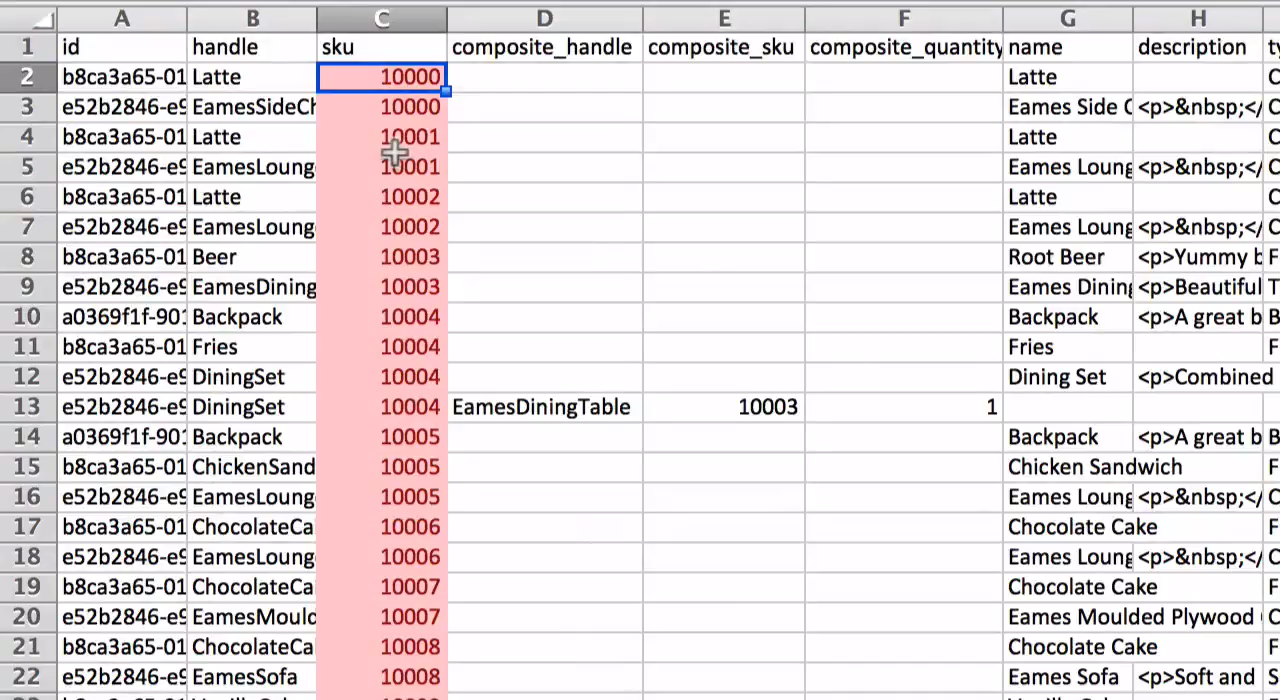 A B C D E F G H
1 id handle sku composite_handle composite_sku composite_quantity name description
2 b8ca3a65-01 Latte 10000 Latte C
3 e52b2846-e9 EamesSideCh 10000 Eames Side C <p>&nbsp;</ C
4 b8ca3a65-01 Latte 10001 Latte C
5 e52b2846-e9 EamesLounge 10001 Eames Loung <p>&nbsp;</ C
6 b8ca3a65-01 Latte 10002 Latte C
7 e52b2846-e9 EamesLounge 10002 Eames Loung <p>&nbsp;</ C
8 b8ca3a65-01 Beer 10003 Root Beer <p>Yummy b F
9 e52b2846-e9 EamesDining 10003 Eames Dining <p>Beautiful T
10 a0369f1f-901 Backpack 10004 Backpack <p>A great b B
11 b8ca3a65-01 Fries 10004 Fries F
12 e52b2846-e9 DiningSet 10004 Dining Set <p>Combined
13 e52b2846-e9 DiningSet 10004 EamesDiningTable 10003 1
14 a0369f1f-901 Backpack 10005 Backpack <p>A great b B
15 b8ca3a65-01 ChickenSand 10005 Chicken Sandwich F
16 e52b2846-e9 EamesLounge 10005 Eames Loung <p>&nbsp;</ C
17 b8ca3a65-01 ChocolateCa 10006 Chocolate Cake F
18 e52b2846-e9 EamesLounge 10006 Eames Loung <p>&nbsp;</ C
19 b8ca3a65-01 ChocolateCa 10007 Chocolate Cake F
20 e52b2846-e9 EamesMould 10007 Eames Moulded Plywood C
21 b8ca3a65-01 ChocolateCa 10008 Chocolate Cake F
22 e52b2846-e9 EamesSofa 10008 Eames Sofa <p>Soft and S